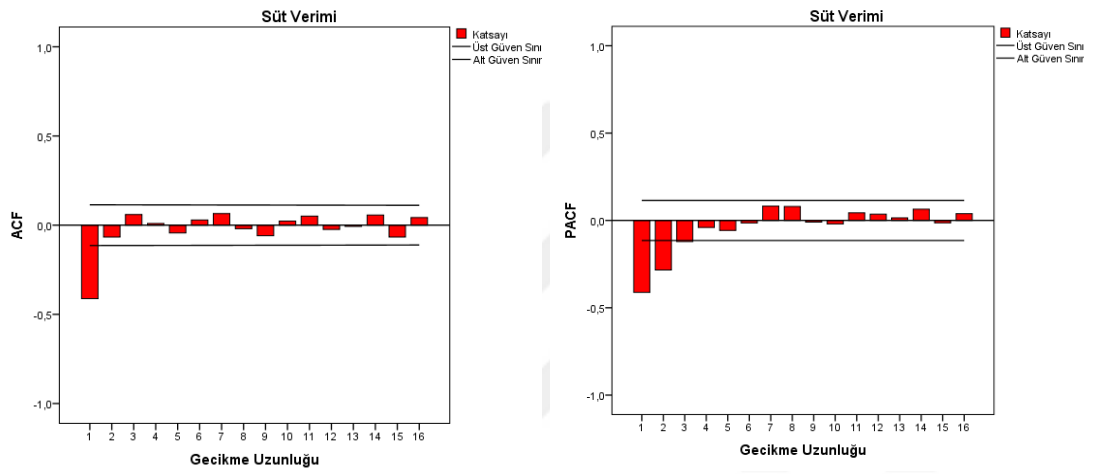 Süt Verimi
Katsayı
Üst Güven Sını
Alt Güven Sınır
1,0
0,5
0,0
-0,5
-1,0
ACF
1 2 3 4 5 6 7 8 9 10 11 12 13 14 15 16
Gecikme Uzunluğu
Süt Verimi
Katsayı
Üst Güven Sını
Alt Güven Sınır
1,0
0,5
0,0
-0,5
-1,0
PACF
1 2 3 4 5 6 7 8 9 10 11 12 13 14 15 16
Gecikme Uzunluğu